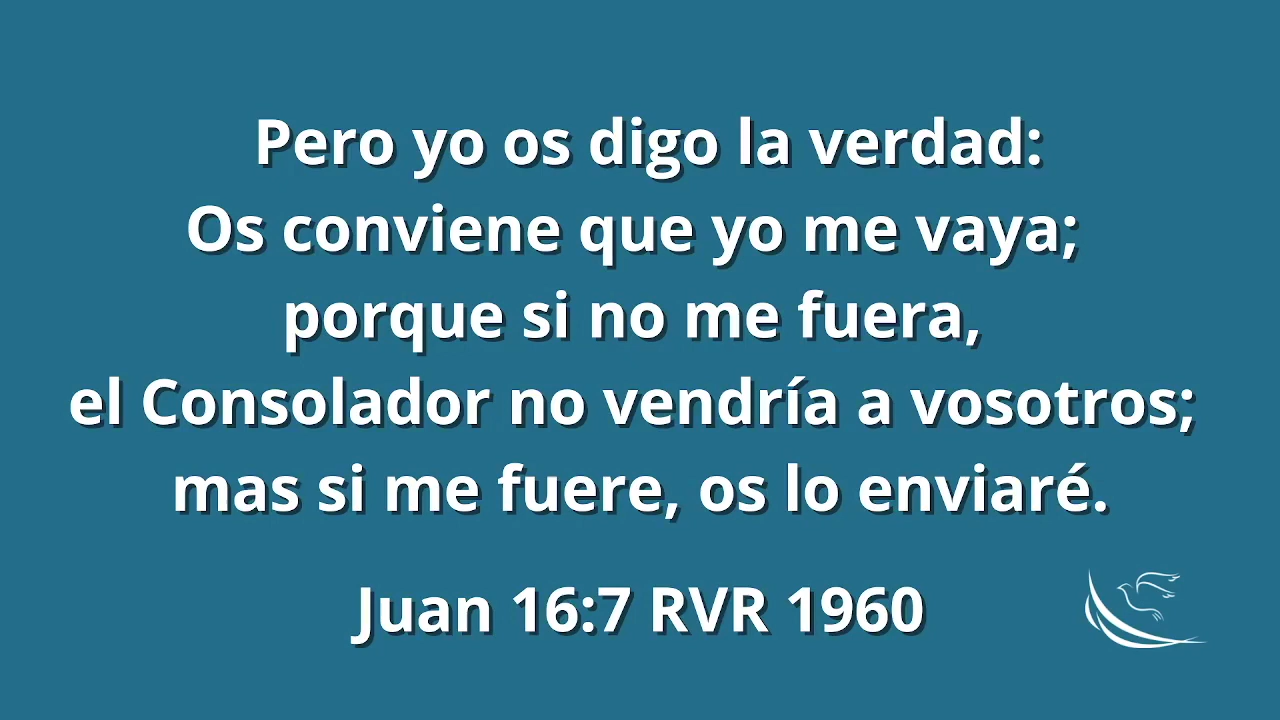 Pero yo os digo la verdad:
Os conviene que yo me vaya;
porque si no me fuera,
el Consolador no vendría a vosotros;
mas si me fuere, os lo enviaré.
Juan 16:7 RVR 1960